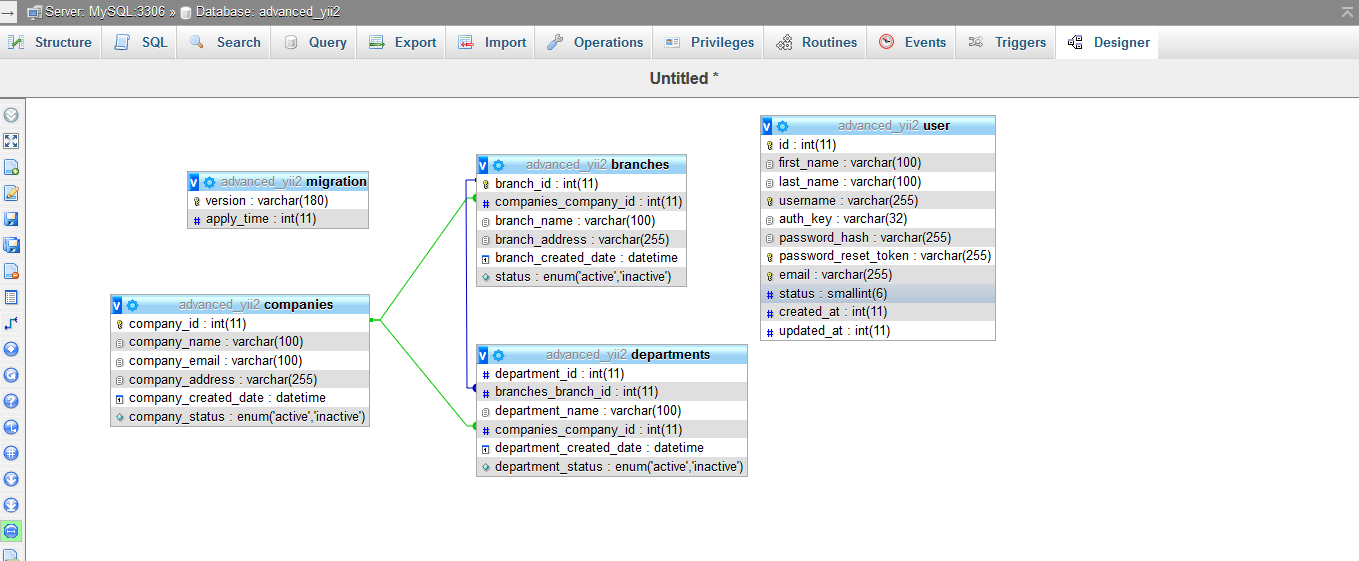 Server: MySQL:3306 » Database: advanced_yii2
Structure SQL Search Query Export Import Operations Privileges Routines Events Triggers Designer
Untitled *
advanced_yii2 migration
version : varchar(180)
apply_time : int(11)
advanced_yii2 companies
company_id : int(11)
company_name : varchar(100)
company_email : varchar(100)
company_address : varchar(255)
company_created_date : datetime
company_status : enum('active','inactive')
advanced_yii2 branches
branch_id : int(11)
companies_company_id : int(11)
branch_name : varchar(100)
branch_address : varchar(255)
branch_created_date : datetime
status : enum('active','inactive')
advanced_yii2 departments
department_id : int(11)
branches_branch_id : int(11)
department_name : varchar(100)
companies_company_id : int(11)
department_created_date : datetime
department_status : enum('active','inactive')
advanced_yii2 user
id : int(11)
first_name : varchar(100)
last_name : varchar(100)
username : varchar(255)
auth_key : varchar(32)
password_hash : varchar(255)
password_reset_token : varchar(255)
email : varchar(255)
status : smallint(6)
created_at : int(11)
updated_at : int(11)